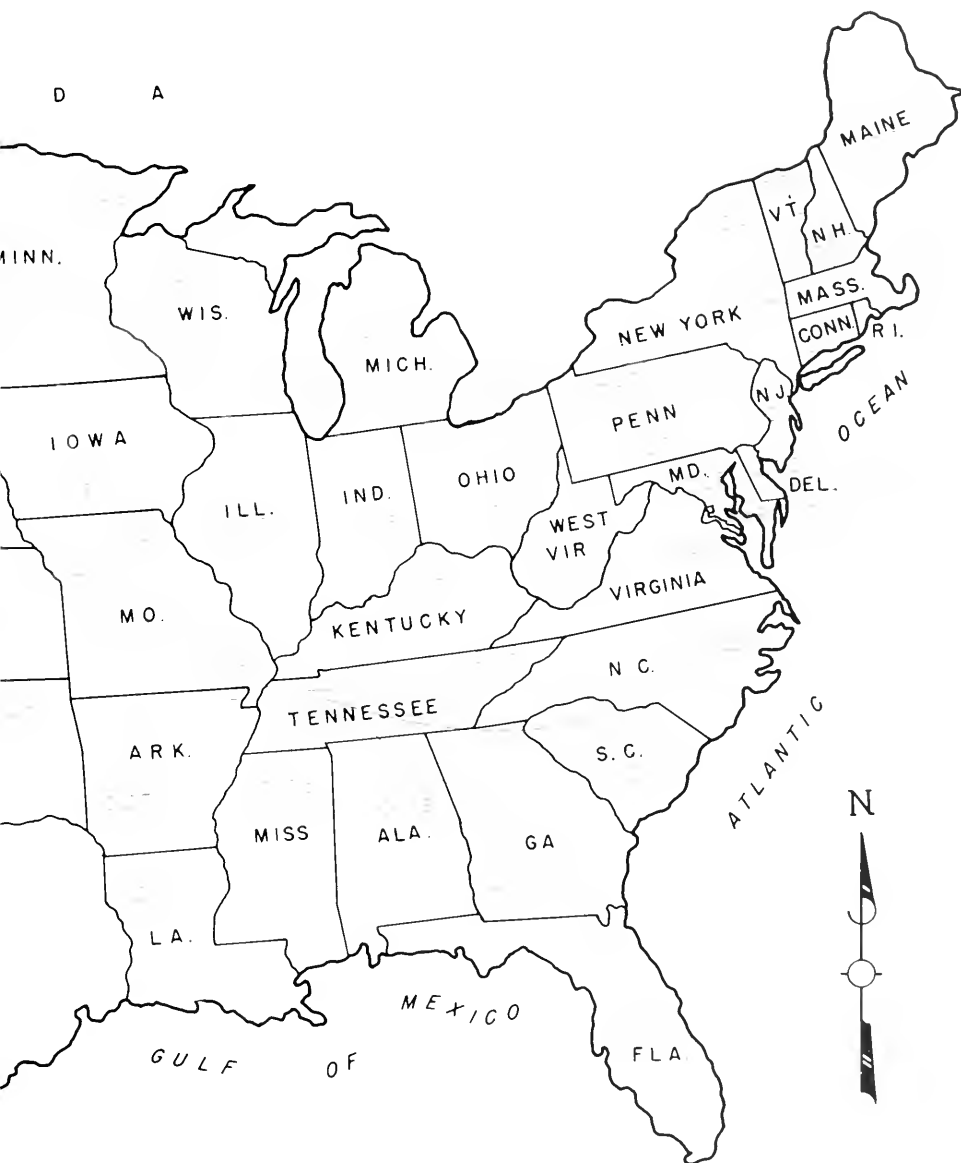 D A
MAINE
VT.
N H.
MINN.
MASS.
WIS.
NEW YORK
CONN.
R I.
MICH.
N J.
OCEAN
PENN
IOWA
OHIO
MD.
DEL.
IND.
ILL.
WEST
VIR
VIRGINIA
MO.
KENTUCKY
N C.
TENNESSEE
ATLANTIC
ARK.
S. C.
N
MISS
ALA.
GA
LA.
MEXICO
GULF OF
FLA.